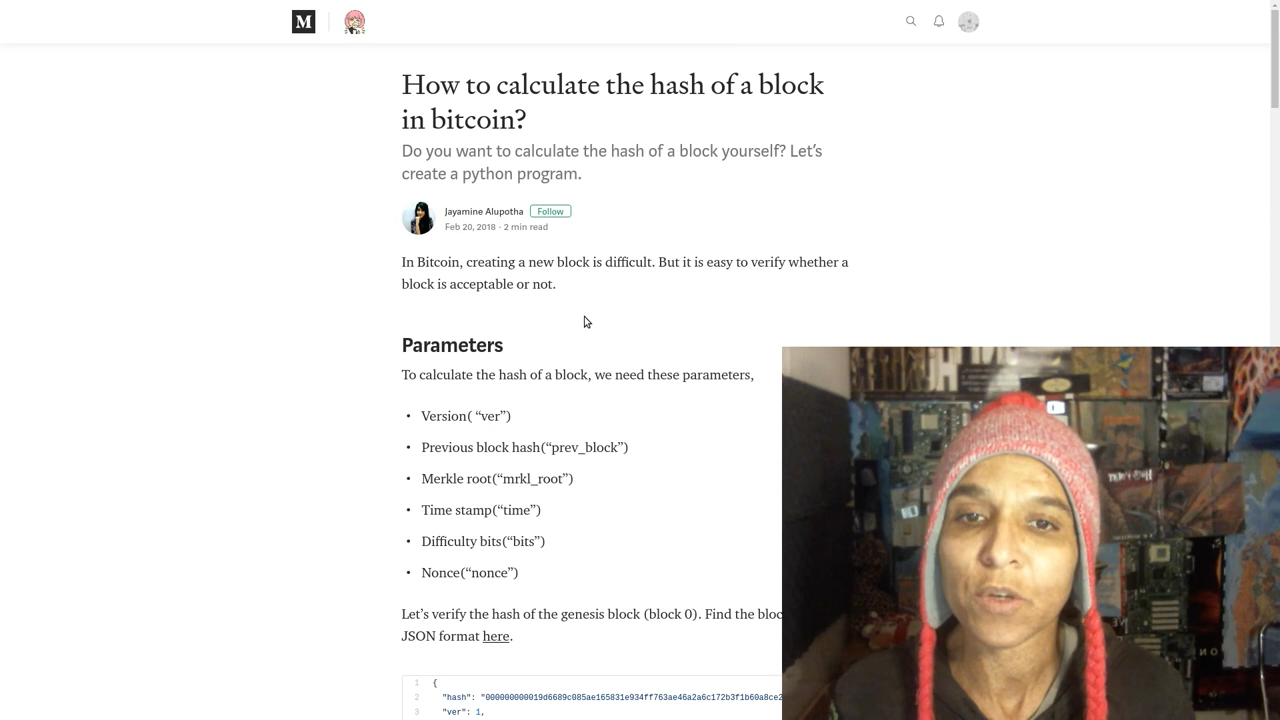 M
How to calculate the hash of a block
in bitcoin?
Do you want to calculate the hash of a block yourself? Let's
create a python program.
Jayamine Alupotha Follow
Feb 20, 2018 · 2 min read
In Bitcoin, creating a new block is difficult. But it is easy to verify whether a
block is acceptable or not.
Parameters
To calculate the hash of a block, we need these parameters,
• Version( “ver”)
• Previous block hash(“prev_block”)
• Merkle root(“mrkl_root”)
• Time stamp(“time”)
• Difficulty bits(“bits”)
• Nonce(“nonce”)
Let’s verify the hash of the genesis block (block 0). Find the bloc
JSON format here.
1 {
2 "hash": "000000000019d6689c085ae165831e934ff763ae46a2a6c172b3f1b60a8ce2
3 "ver": 1,